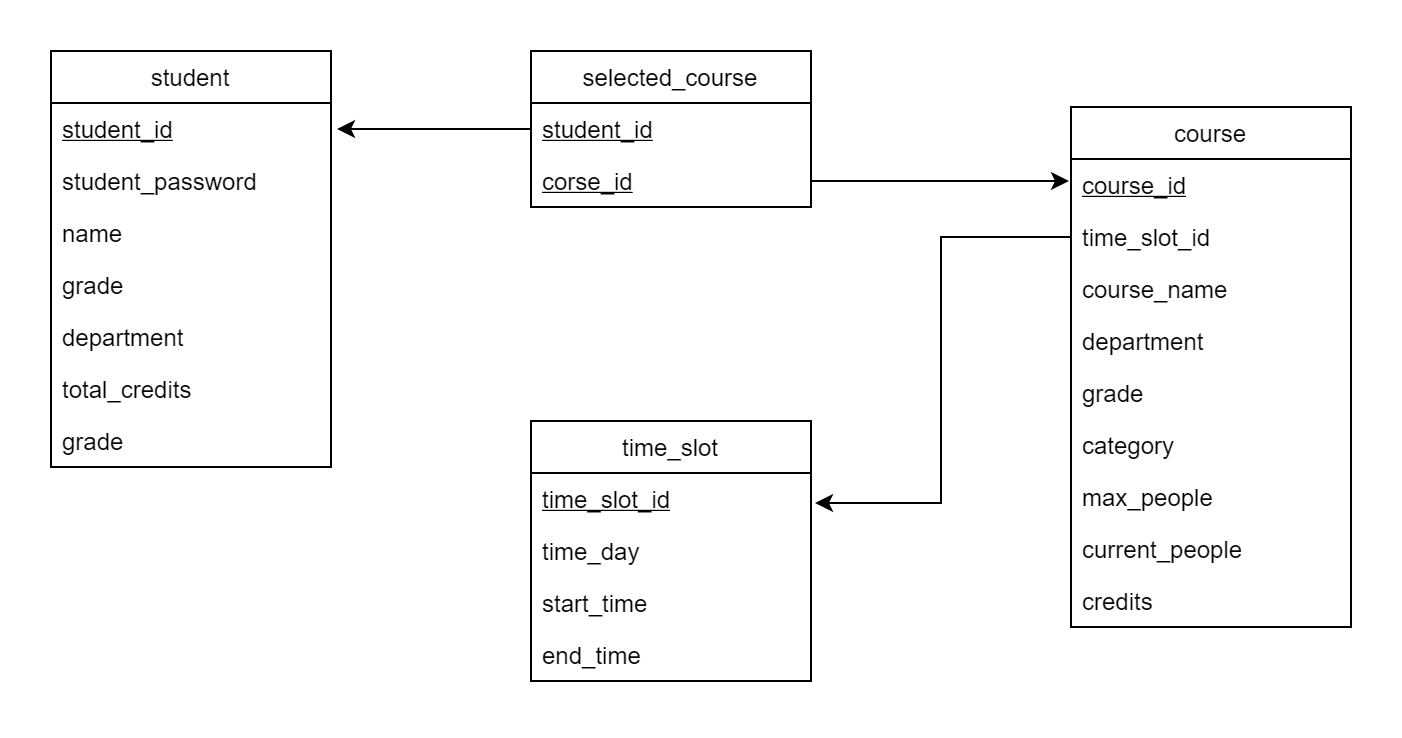 student
student_id
student_password
name
grade
department
total_credits
grade
selected_course
student_id
corse_id
course
course_id
time_slot_id
course_name
department
grade
category
max_people
current_people
credits
time_slot
time_slot_id
time_day
start_time
end_time